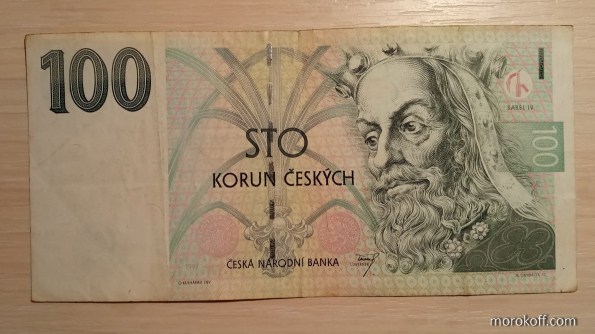 100
KAREL IV.
100
STO
KORUN ČESKÝCH
ČESKÁ NÁRODNÍ BANKA
morokoff.com